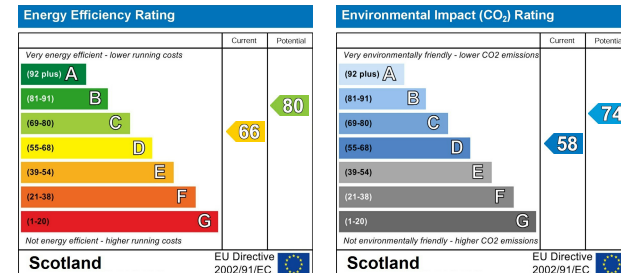 Energy Efficiency Rating
Current Potential
Very energy efficient - lower running costs
(92 plus) A
(81-91) B
(69-80) C
(55-68) D
(39-54) E
(21-38) F
(1-20) G
66
80
Not energy efficient - higher running costs
Scotland
EU Directive
2002/91/EC
Environmental Impact (CO₂) Rating
Current Potentia
Very environmentally friendly - lower CO2 emissions
(92 plus) A
(81-91) B
(69-80) C
(55-68) D
(39-54) E
(21-38) F
(1-20) G
58
74
Not environmentally friendly - higher CO2 emissions
Scotland
EU Directive
2002/91/EC